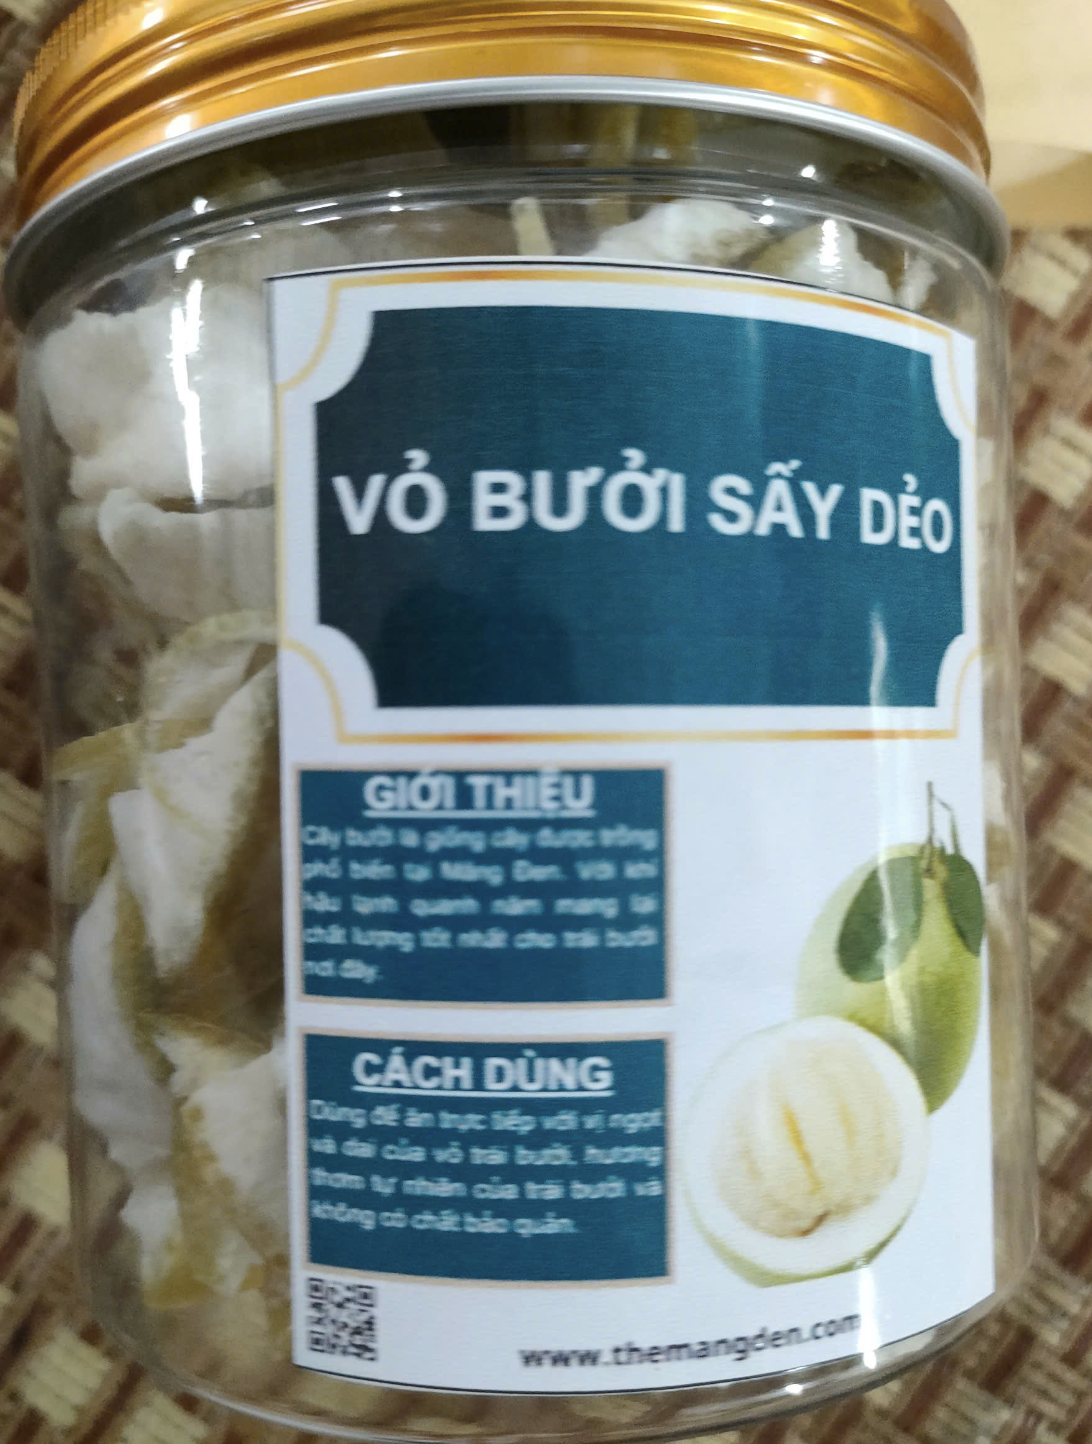 VỎ BƯỞI SẤY DẺO
GIỚI THIỆU
Cây bưởi là giống cây được trồng
phổ biến tại Măng Đen. Với khí
hậu lạnh quanh năm mang lại
chất lượng tốt nhất cho trái bưởi
nơi đây.
CÁCH DÙNG
Dùng để ăn trực tiếp với vị ngọt
và dai của vỏ trái bưởi, hương
thơm tự nhiên của trái bưởi và
không có chất bảo quản.
www.themangden.com